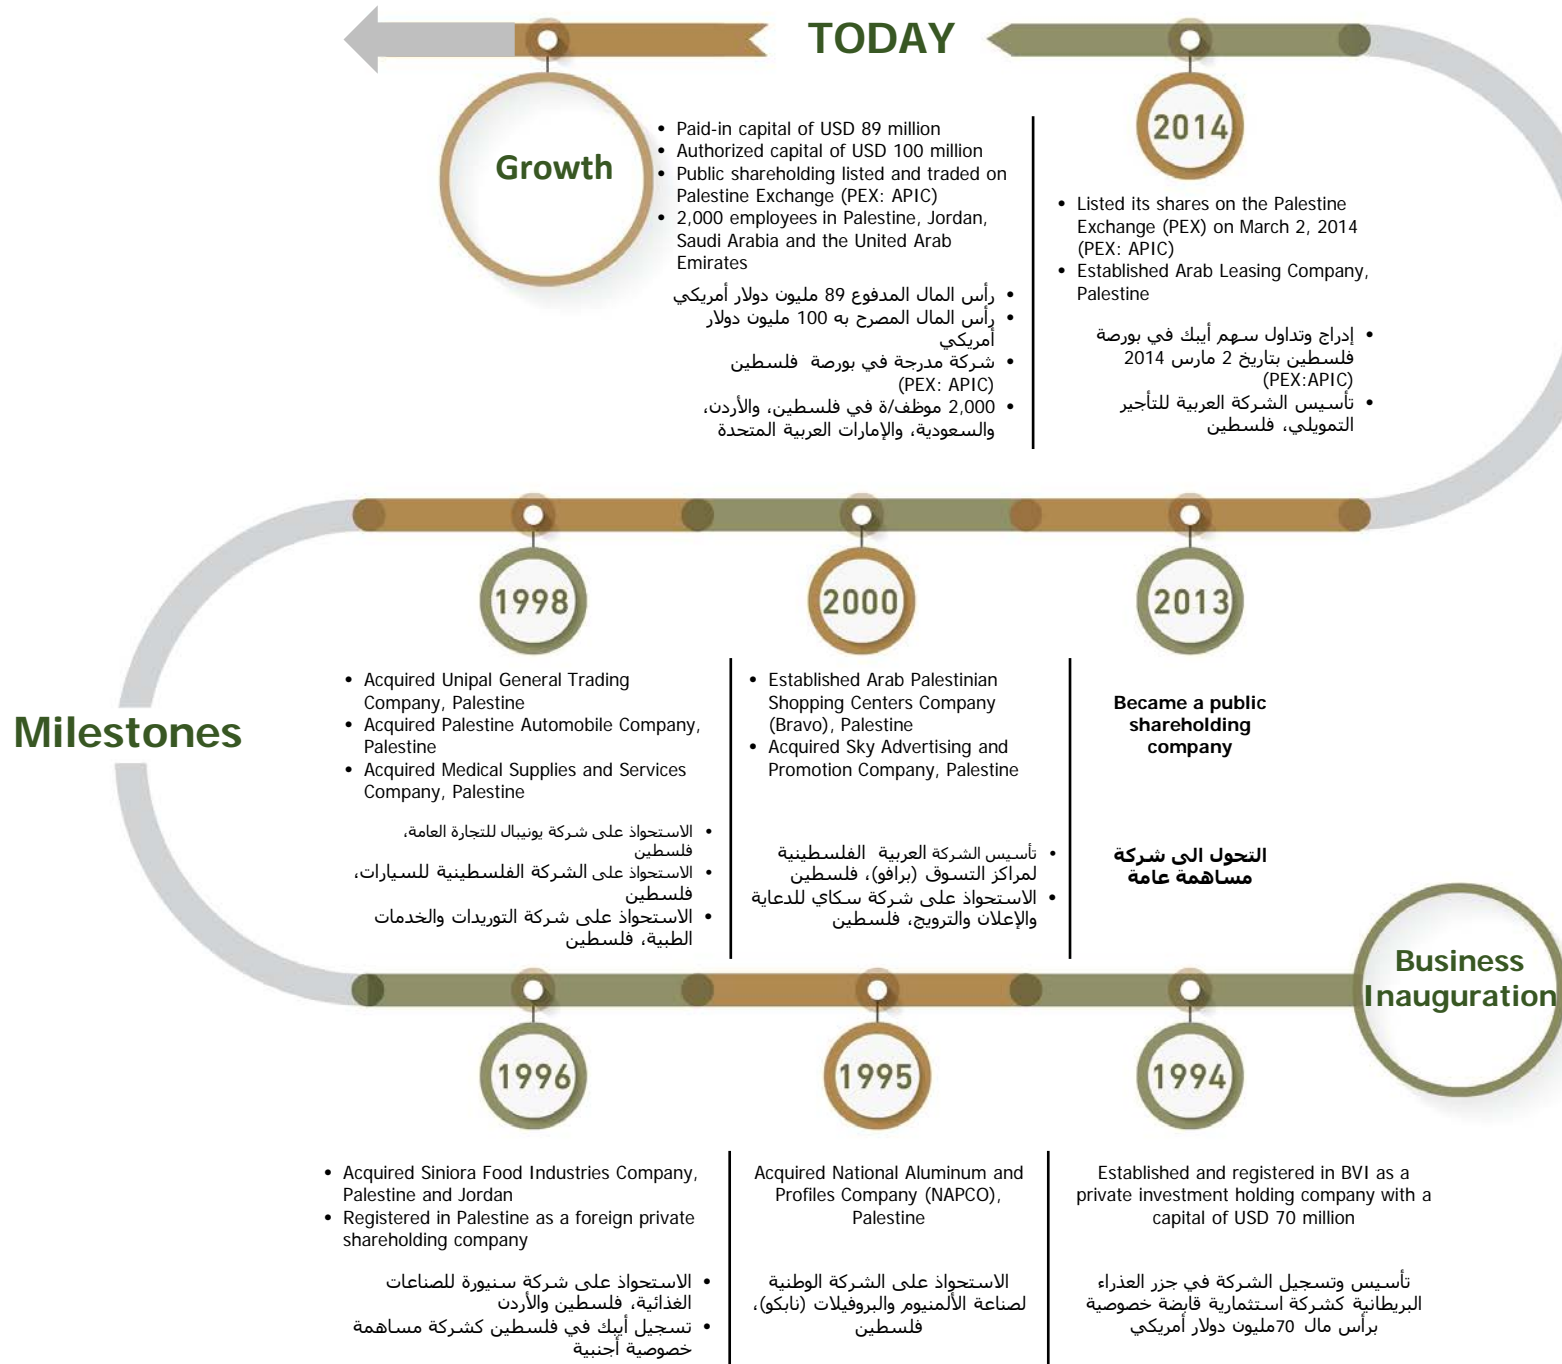 TODAY
Growth
• Paid-in capital of USD 89 million
• Authorized capital of USD 100 million
• Public shareholding listed and traded on
Palestine Exchange (PEX: APIC)
• 2,000 employees in Palestine, Jordan,
Saudi Arabia and the United Arab
Emirates
• رأس المال المدفوع 89 مليون دولار أمريكي
• رأس المال المصرح به 100 مليون دولار
أمريكي
• شركة مدرجة في بورصة فلسطين
(PEX: APIC)
• 2,000 موظف/ة في فلسطين، والأردن،
والسعودية، والإمارات العربية المتحدة
2014
• Listed its shares on the Palestine
Exchange (PEX) on March 2, 2014
(PEX: APIC)
• Established Arab Leasing Company,
Palestine
• إدراج وتداول سهم أيبك في بورصة
فلسطين بتاريخ 2 مارس 2014
(PEX:APIC)
• تأسيس الشركة العربية للتأجير
التمويلي، فلسطين
Milestones
1998
• Acquired Unipal General Trading
Company, Palestine
• Acquired Palestine Automobile Company,
Palestine
• Acquired Medical Supplies and Services
Company, Palestine
• الاستحواذ على شركة يونيبال للتجارة العامة،
فلسطين
• الاستحواذ على الشركة الفلسطينية للسيارات،
فلسطين
• الاستحواذ على شركة التوريدات والخدمات
الطبية، فلسطين
2000
• Established Arab Palestinian
Shopping Centers Company
(Bravo), Palestine
• Acquired Sky Advertising and
Promotion Company, Palestine
• تأسيس الشركة العربية الفلسطينية
لمراكز التسوق (برافو)، فلسطين
• الاستحواذ على شركة سكاي للدعاية
والإعلان والترويج، فلسطين
2013
Became a public
shareholding
company
التحول الى شركة
مساهمة عامة
Business
Inauguration
1996
• Acquired Siniora Food Industries Company,
Palestine and Jordan
• Registered in Palestine as a foreign private
shareholding company
• الاستحواذ على شركة سنيورة للصناعات
الغذائية، فلسطين والأردن
• تسجيل أيبك في فلسطين كشركة مساهمة
خصوصية أجنبية
1995
Acquired National Aluminum and
Profiles Company (NAPCO),
Palestine
الاستحواذ على الشركة الوطنية
لصناعة الألمنيوم والبروفيلات (نابكو)،
فلسطين
1994
Established and registered in BVI as a
private investment holding company with a
capital of USD 70 million
تأسيس وتسجيل الشركة في جزر العذراء
البريطانية كشركة استثمارية قابضة خصوصية
برأس مال 70مليون دولار أمريكي